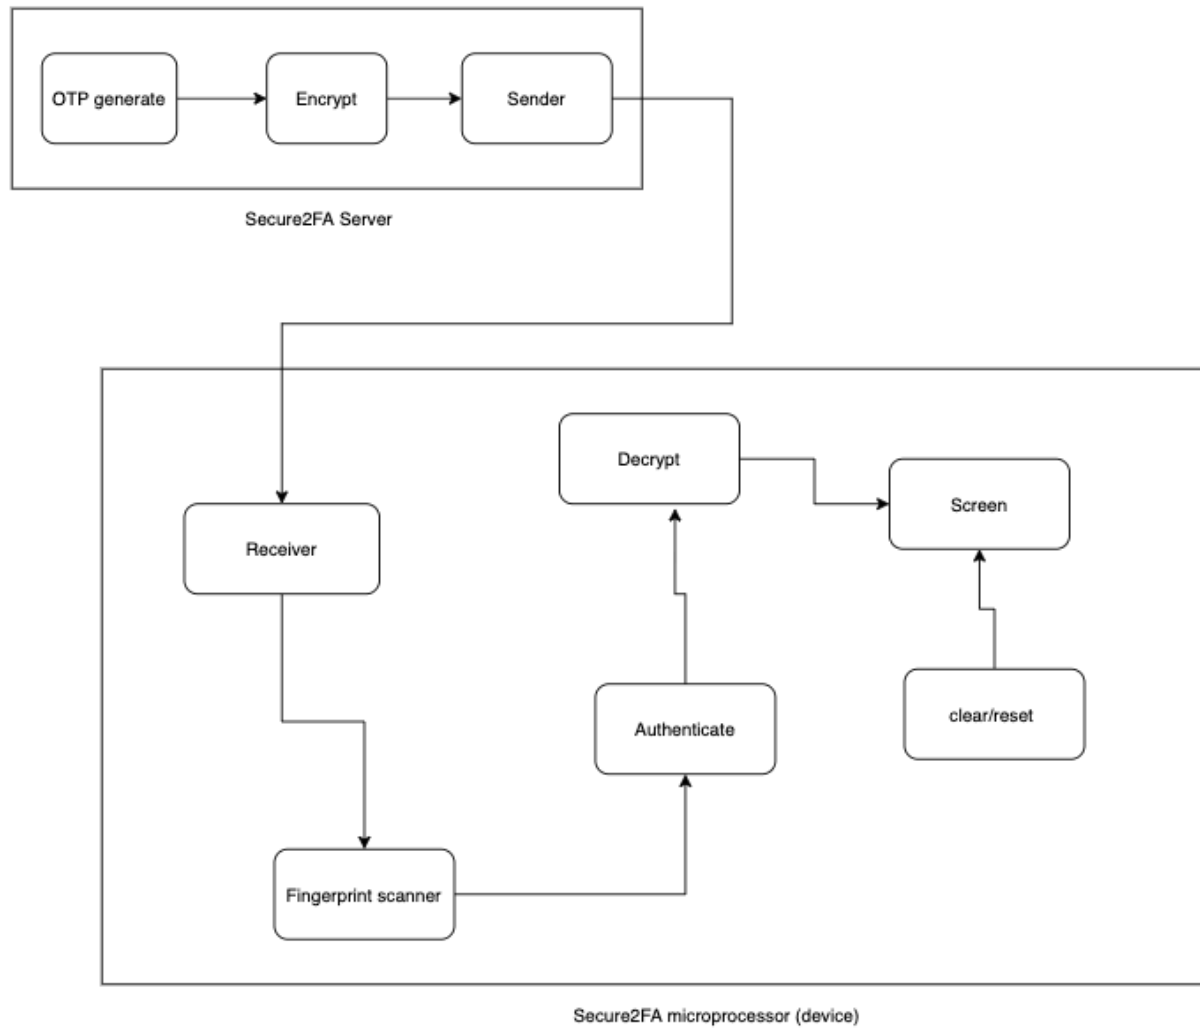 OTP generate
Encrypt
Sender
Secure2FA Server
Decrypt
Screen
Receiver
Authenticate
clear/reset
Fingerprint scanner
Secure2FA microprocessor (device)